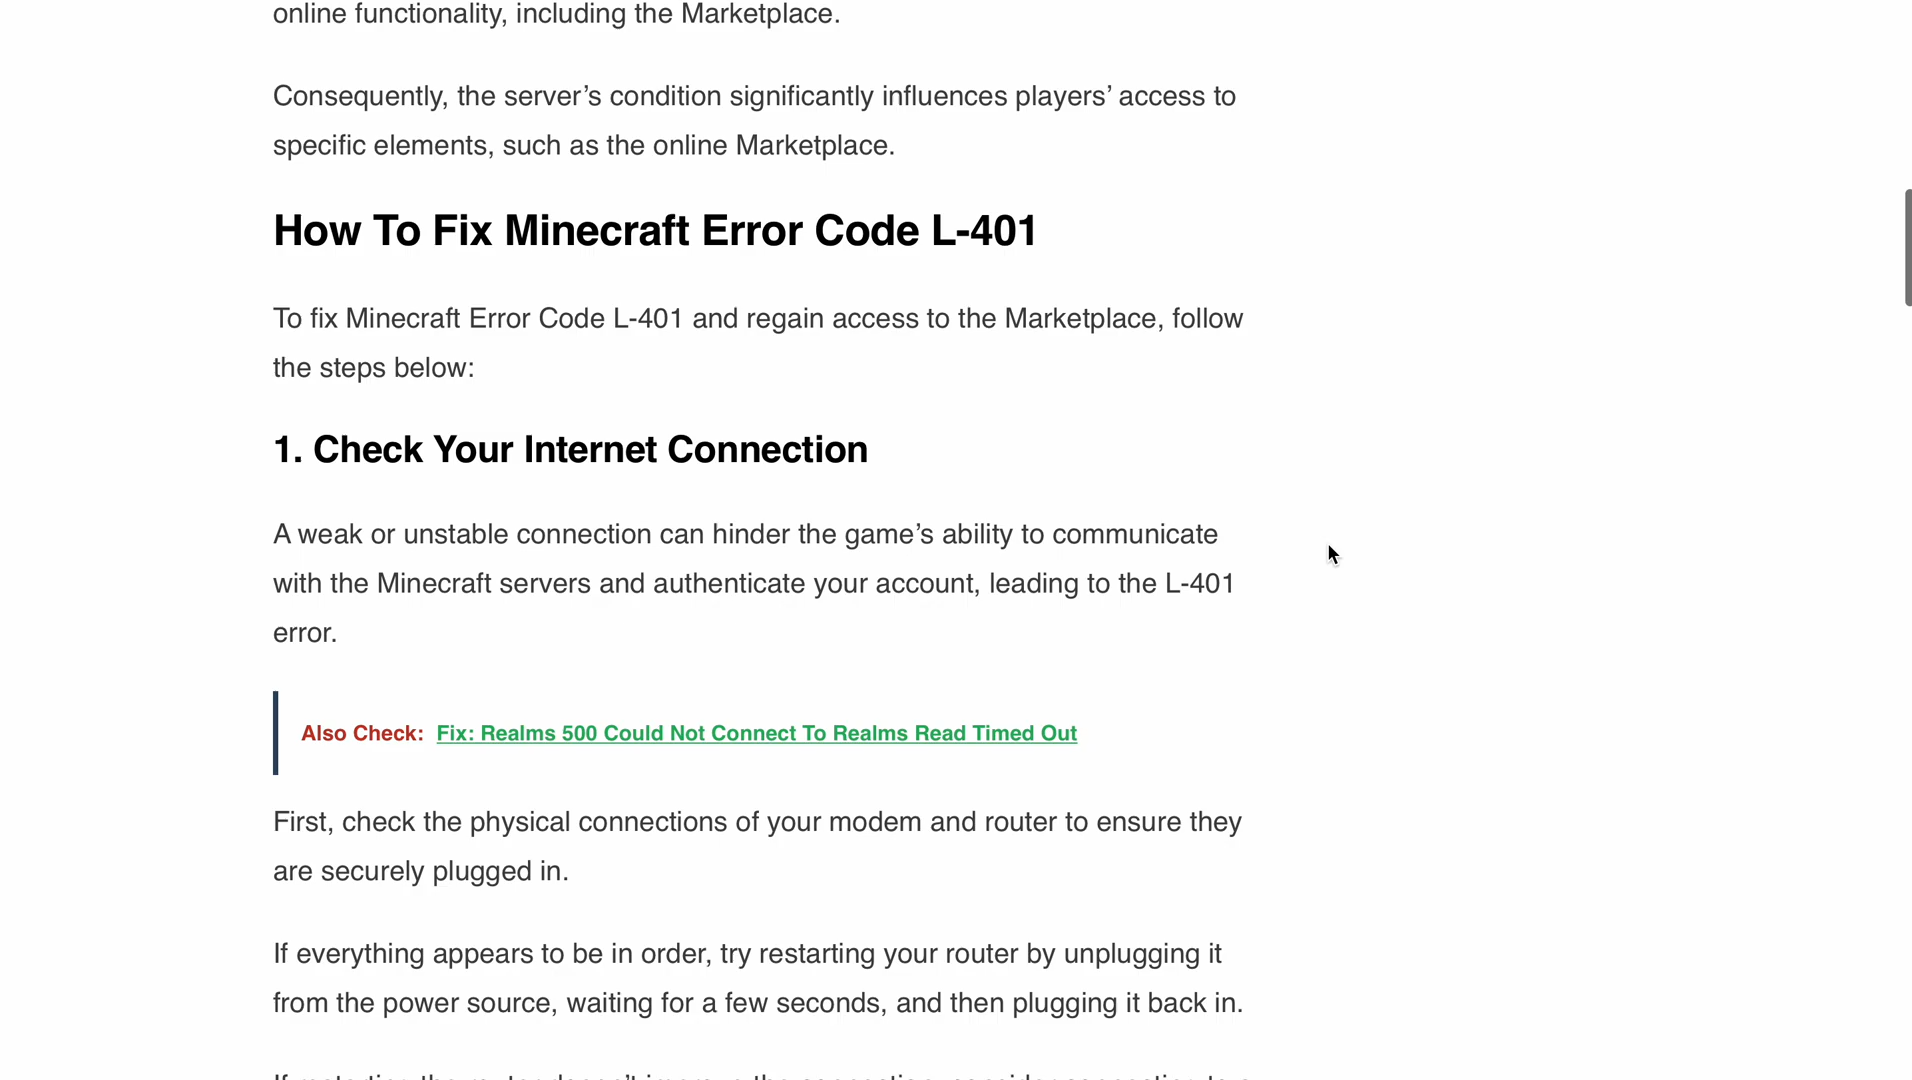 online functionality, including the Marketplace.
Consequently, the server’s condition significantly influences players’ access to
specific elements, such as the online Marketplace.
How To Fix Minecraft Error Code L-401
To fix Minecraft Error Code L-401 and regain access to the Marketplace, follow
the steps below:
1. Check Your Internet Connection
A weak or unstable connection can hinder the game’s ability to communicate
with the Minecraft servers and authenticate your account, leading to the L-401
error.
Also Check: Fix: Realms 500 Could Not Connect To Realms Read Timed Out
First, check the physical connections of your modem and router to ensure they
are securely plugged in.
If everything appears to be in order, try restarting your router by unplugging it
from the power source, waiting for a few seconds, and then plugging it back in.